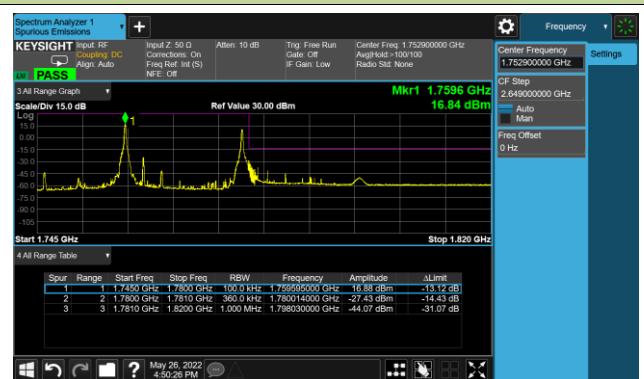 Spectrum Analyzer 1
Spurious Emissions
Frequency
KEYSIGHT
Input: RF
Coupling: DC
Align: Auto
Input Z: 50 Ω
Corrections: On
Freq Ref: Int (S)
NFE: Off
Atten: 10 dB
Trig: Free Run
Gate: Off
IF Gain: Low
Center Freq: 1.752900000 GHz
Avg|Hold:>100/100
Radio Std: None
PASS
Center Frequency
1.752900000 GHz
Settings
CF Step
2.649000000 GHz
Auto
Man
Freq Offset
0 Hz
3 All Range Graph
Mkr1 1.7596 GHz
Scale/Div 15.0 dB
Ref Value 30.00 dBm
16.84 dBm
Log
1
15.0
0.00
-15.0
-30.0
-45.0
-60.0
-75.0
-90.0
-105
Start 1.745 GHz
Stop 1.820 GHz
4 All Range Table
Spur Range Start Freq Stop Freq RBW Frequency Amplitude ΔLimit
1 1 1.7450 GHz 1.7800 GHz 100.0 kHz 1.759595000 GHz 16.88 dBm -13.12 dB
2 2 1.7800 GHz 1.7810 GHz 360.0 kHz 1.780014000 GHz -27.43 dBm -14.43 dB
3 3 1.7810 GHz 1.8200 GHz 1.000 MHz 1.798030000 GHz -44.07 dBm -31.07 dB
May 26, 2022
4:50:26 PM